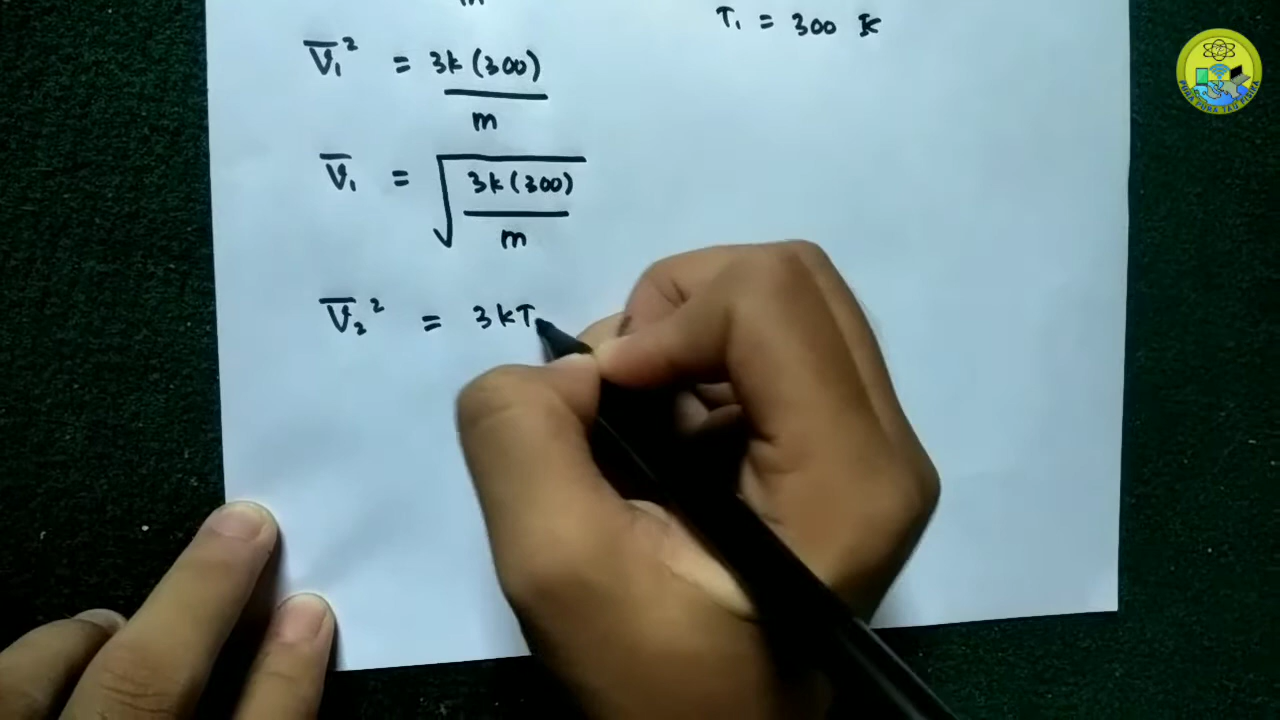 m
T₁ = 300 K
V̅₁² = 3k(300)
m
V̅₁ = √3k(300)
m
V̅₂² = 3kT